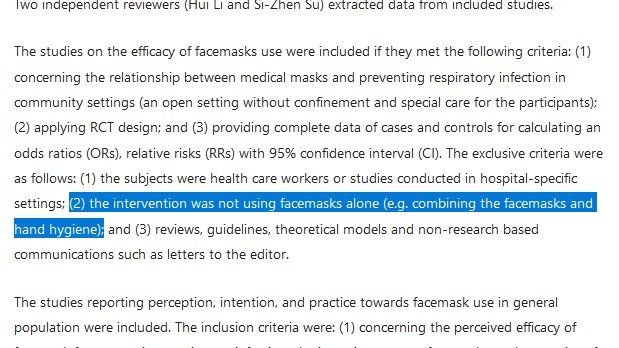 Two independent reviewers (Hui Li and Si-Zhen Su) extracted data from included studies.
The studies on the efficacy of facemasks use were included if they met the following criteria: (1)
concerning the relationship between medical masks and preventing respiratory infection in
community settings (an open setting without confinement and special care for the participants);
(2) applying RCT design; and (3) providing complete data of cases and controls for calculating an
odds ratios (ORs), relative risks (RRs) with 95% confidence interval (CI). The exclusive criteria were
as follows: (1) the subjects were health care workers or studies conducted in hospital-specific
settings; (2) the intervention was not using facemasks alone (e.g. combining the facemasks and
hand hygiene); and (3) reviews, guidelines, theoretical models and non-research based
communications such as letters to the editor.
The studies reporting perception, intention, and practice towards facemask use in general
population were included. The inclusion criteria were: (1) concerning the perceived efficacy of